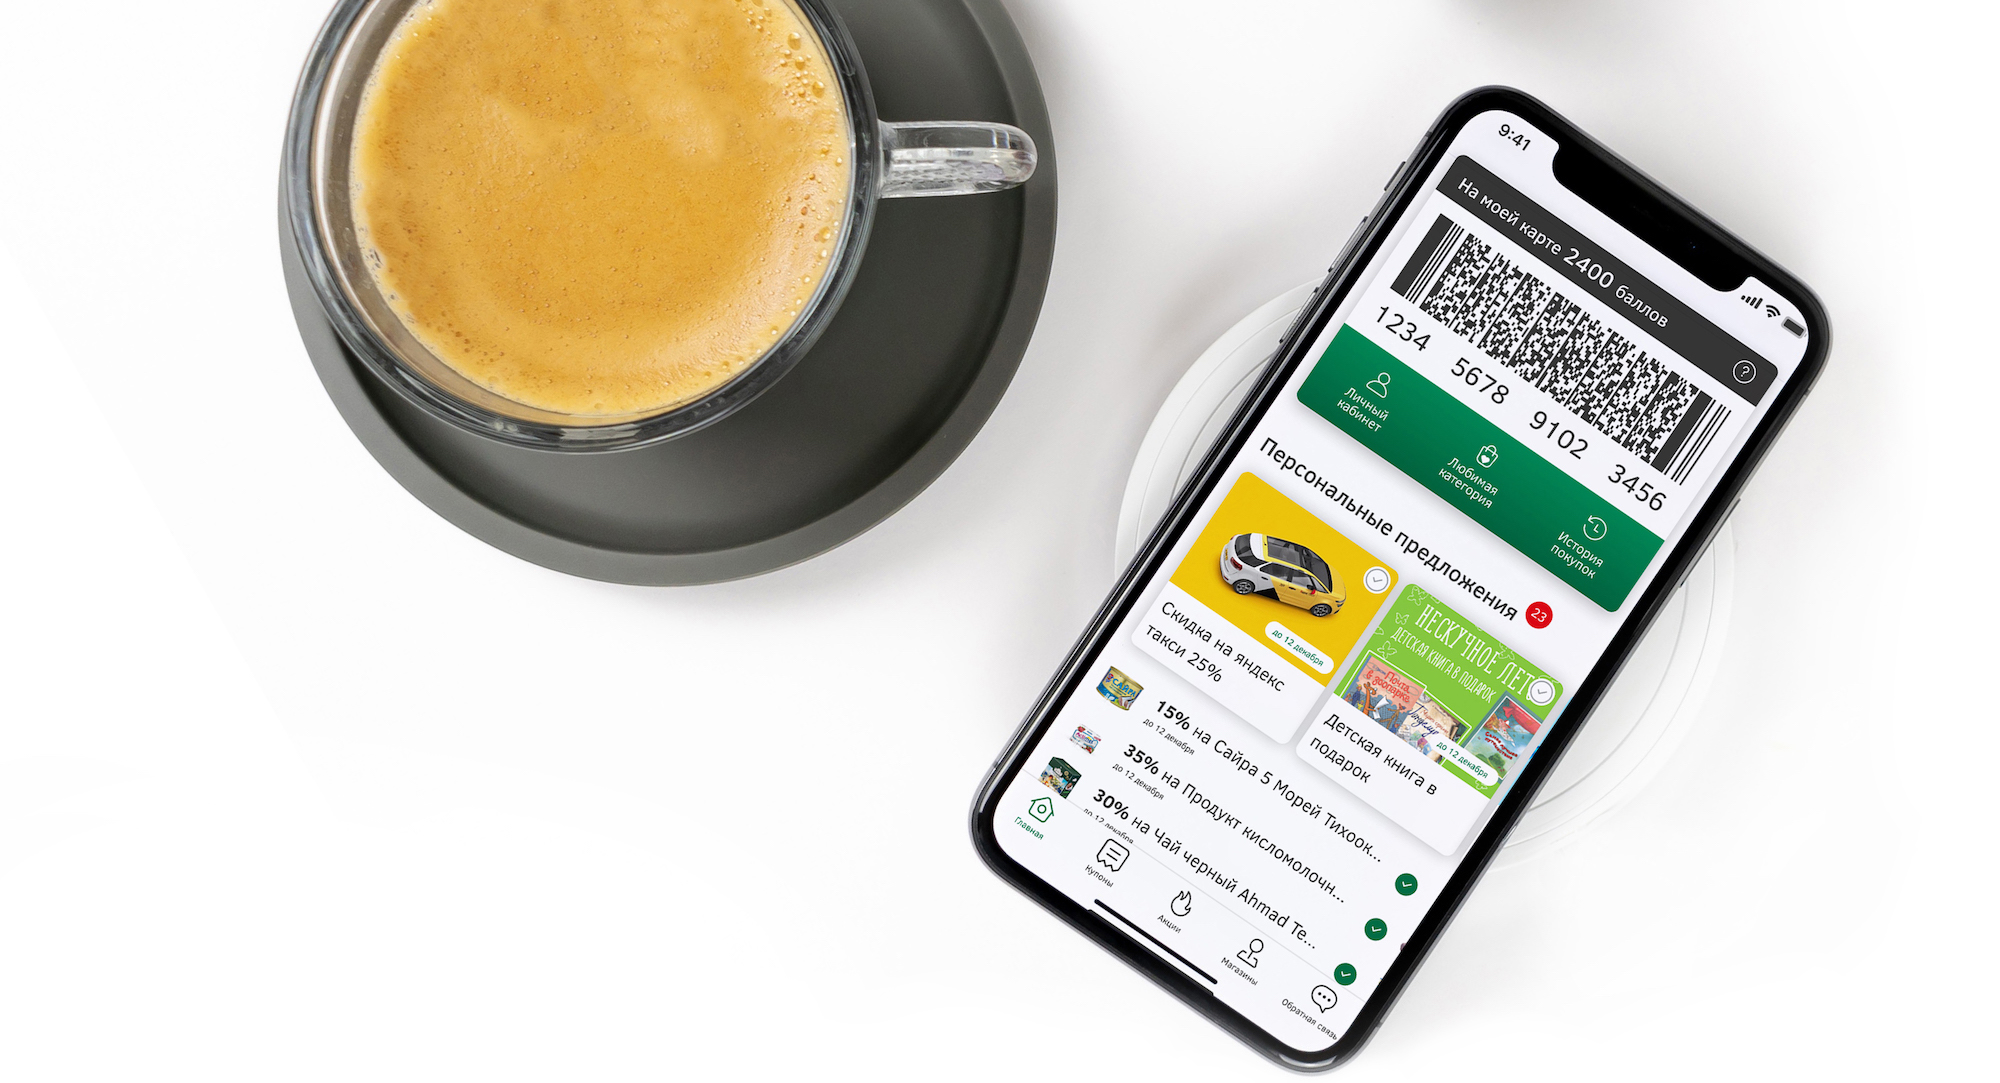 9:41
На моей карте 2400 баллов
?
1234 5678 9102 3456
Личный
кабинет
Любимая
категория
История
покупок
Персональные предложения 23
до 12 декабря
Скидка на яндекс
такси 25%
НЕСКУЧНОЕ ЛЕТО
ДЕТСКАЯ КНИГА В ПОДАРОК
Почта
в зоопарке
до 12 декабря
Детская книга в
подарок
15% на Сайра 5 Морей Тихоок...
до 12 декабря
35% на Продукт кисломолочн...
до 12 декабря
30% на Чай черный Ahmad Te...
до 12 декабря
Главная
Купоны
Акции
Магазины
Обратная связь